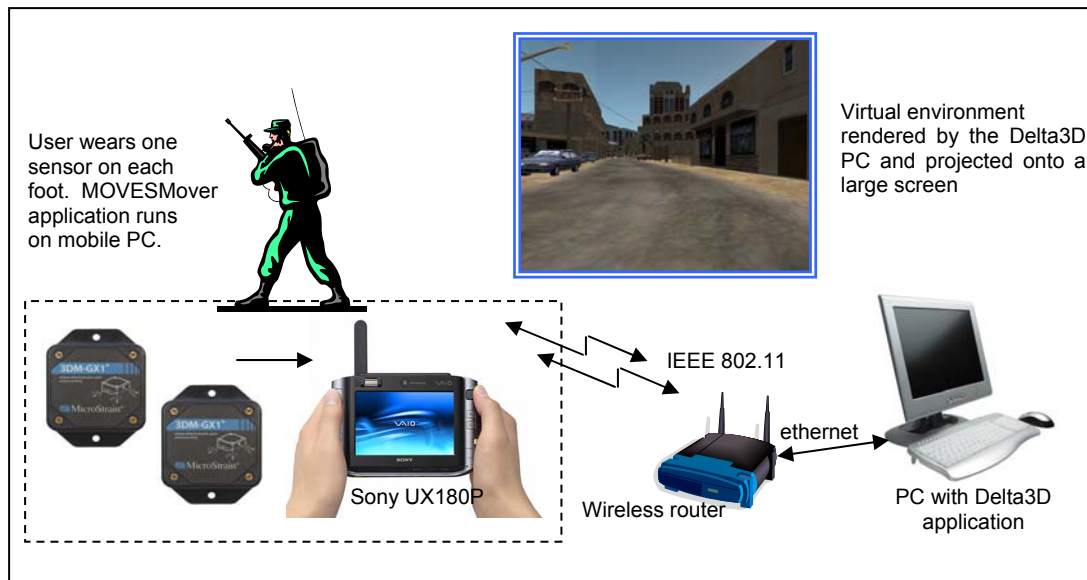 User wears one
sensor on each
foot. MOVESMover
application runs
on mobile PC.
Virtual environment
rendered by the Delta3D
PC and projected onto a
large screen
3DM-GX1
MicroStrain
3DM-GX1
MicroStrain
VAIO
VAIO
SONY
Sony UX180P
IEEE 802.11
ethernet
Wireless router
PC with Delta3D
application